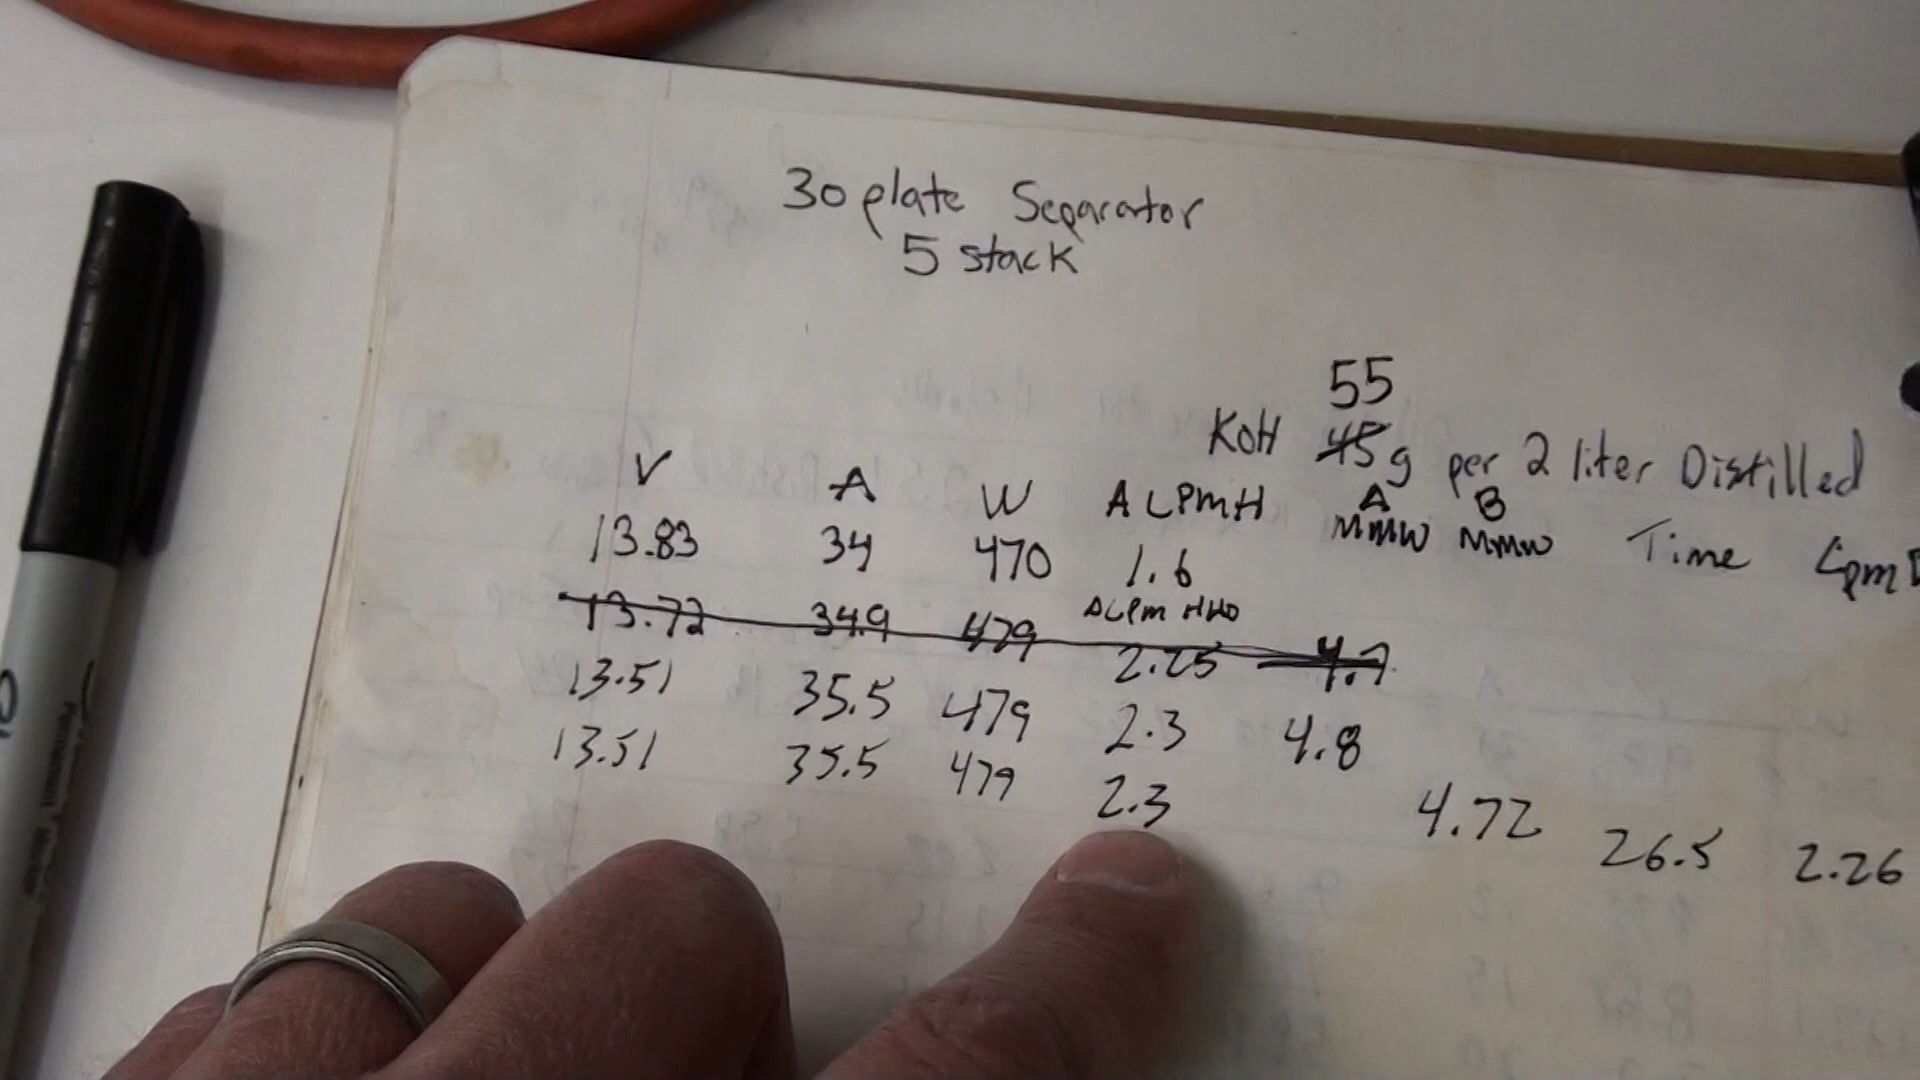 30 plate Separator
5 stack
55
KOH 45g per 2 liter Distilled
V A W A LPMH A MMW B MMW Time Lpm
13.83 34 470 1.6
ALPm HHO
13.72 34.9 479 2.25 4.7
13.51 35.5 479 2.3 4.8
13.51 35.5 479 2.3 4.72 26.5 2.26